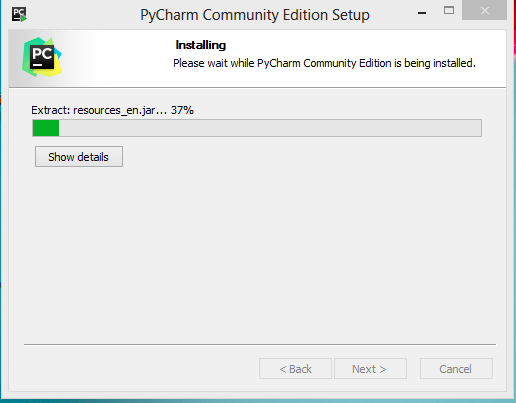 PC
PyCharm Community Edition Setup
PC
Installing
Please wait while PyCharm Community Edition is being installed.
Extract: resources_en.jar... 37%
Show details
< Back
Next >
Cancel